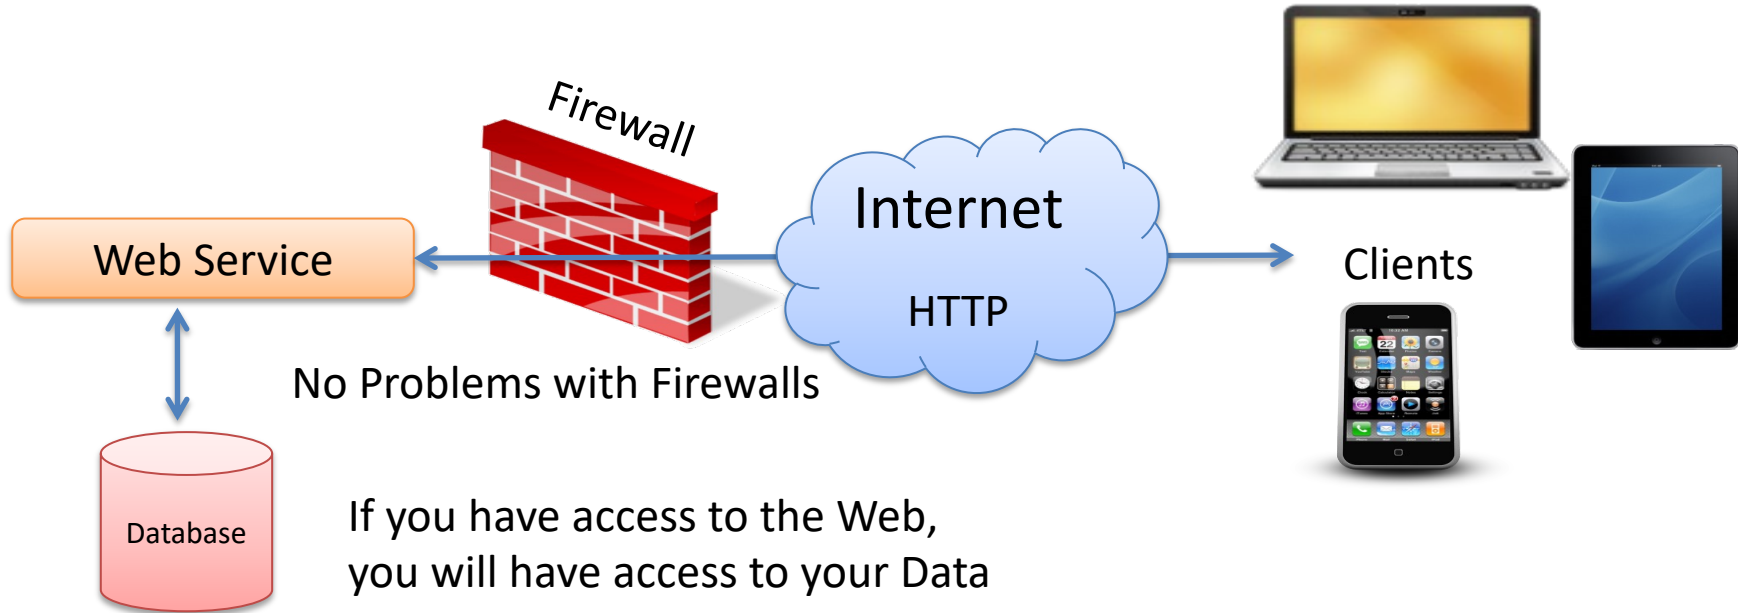 Firewall
Internet
Web Service
Clients
HTTP
No Problems with Firewalls
Database
If you have access to the Web,
you will have access to your Data